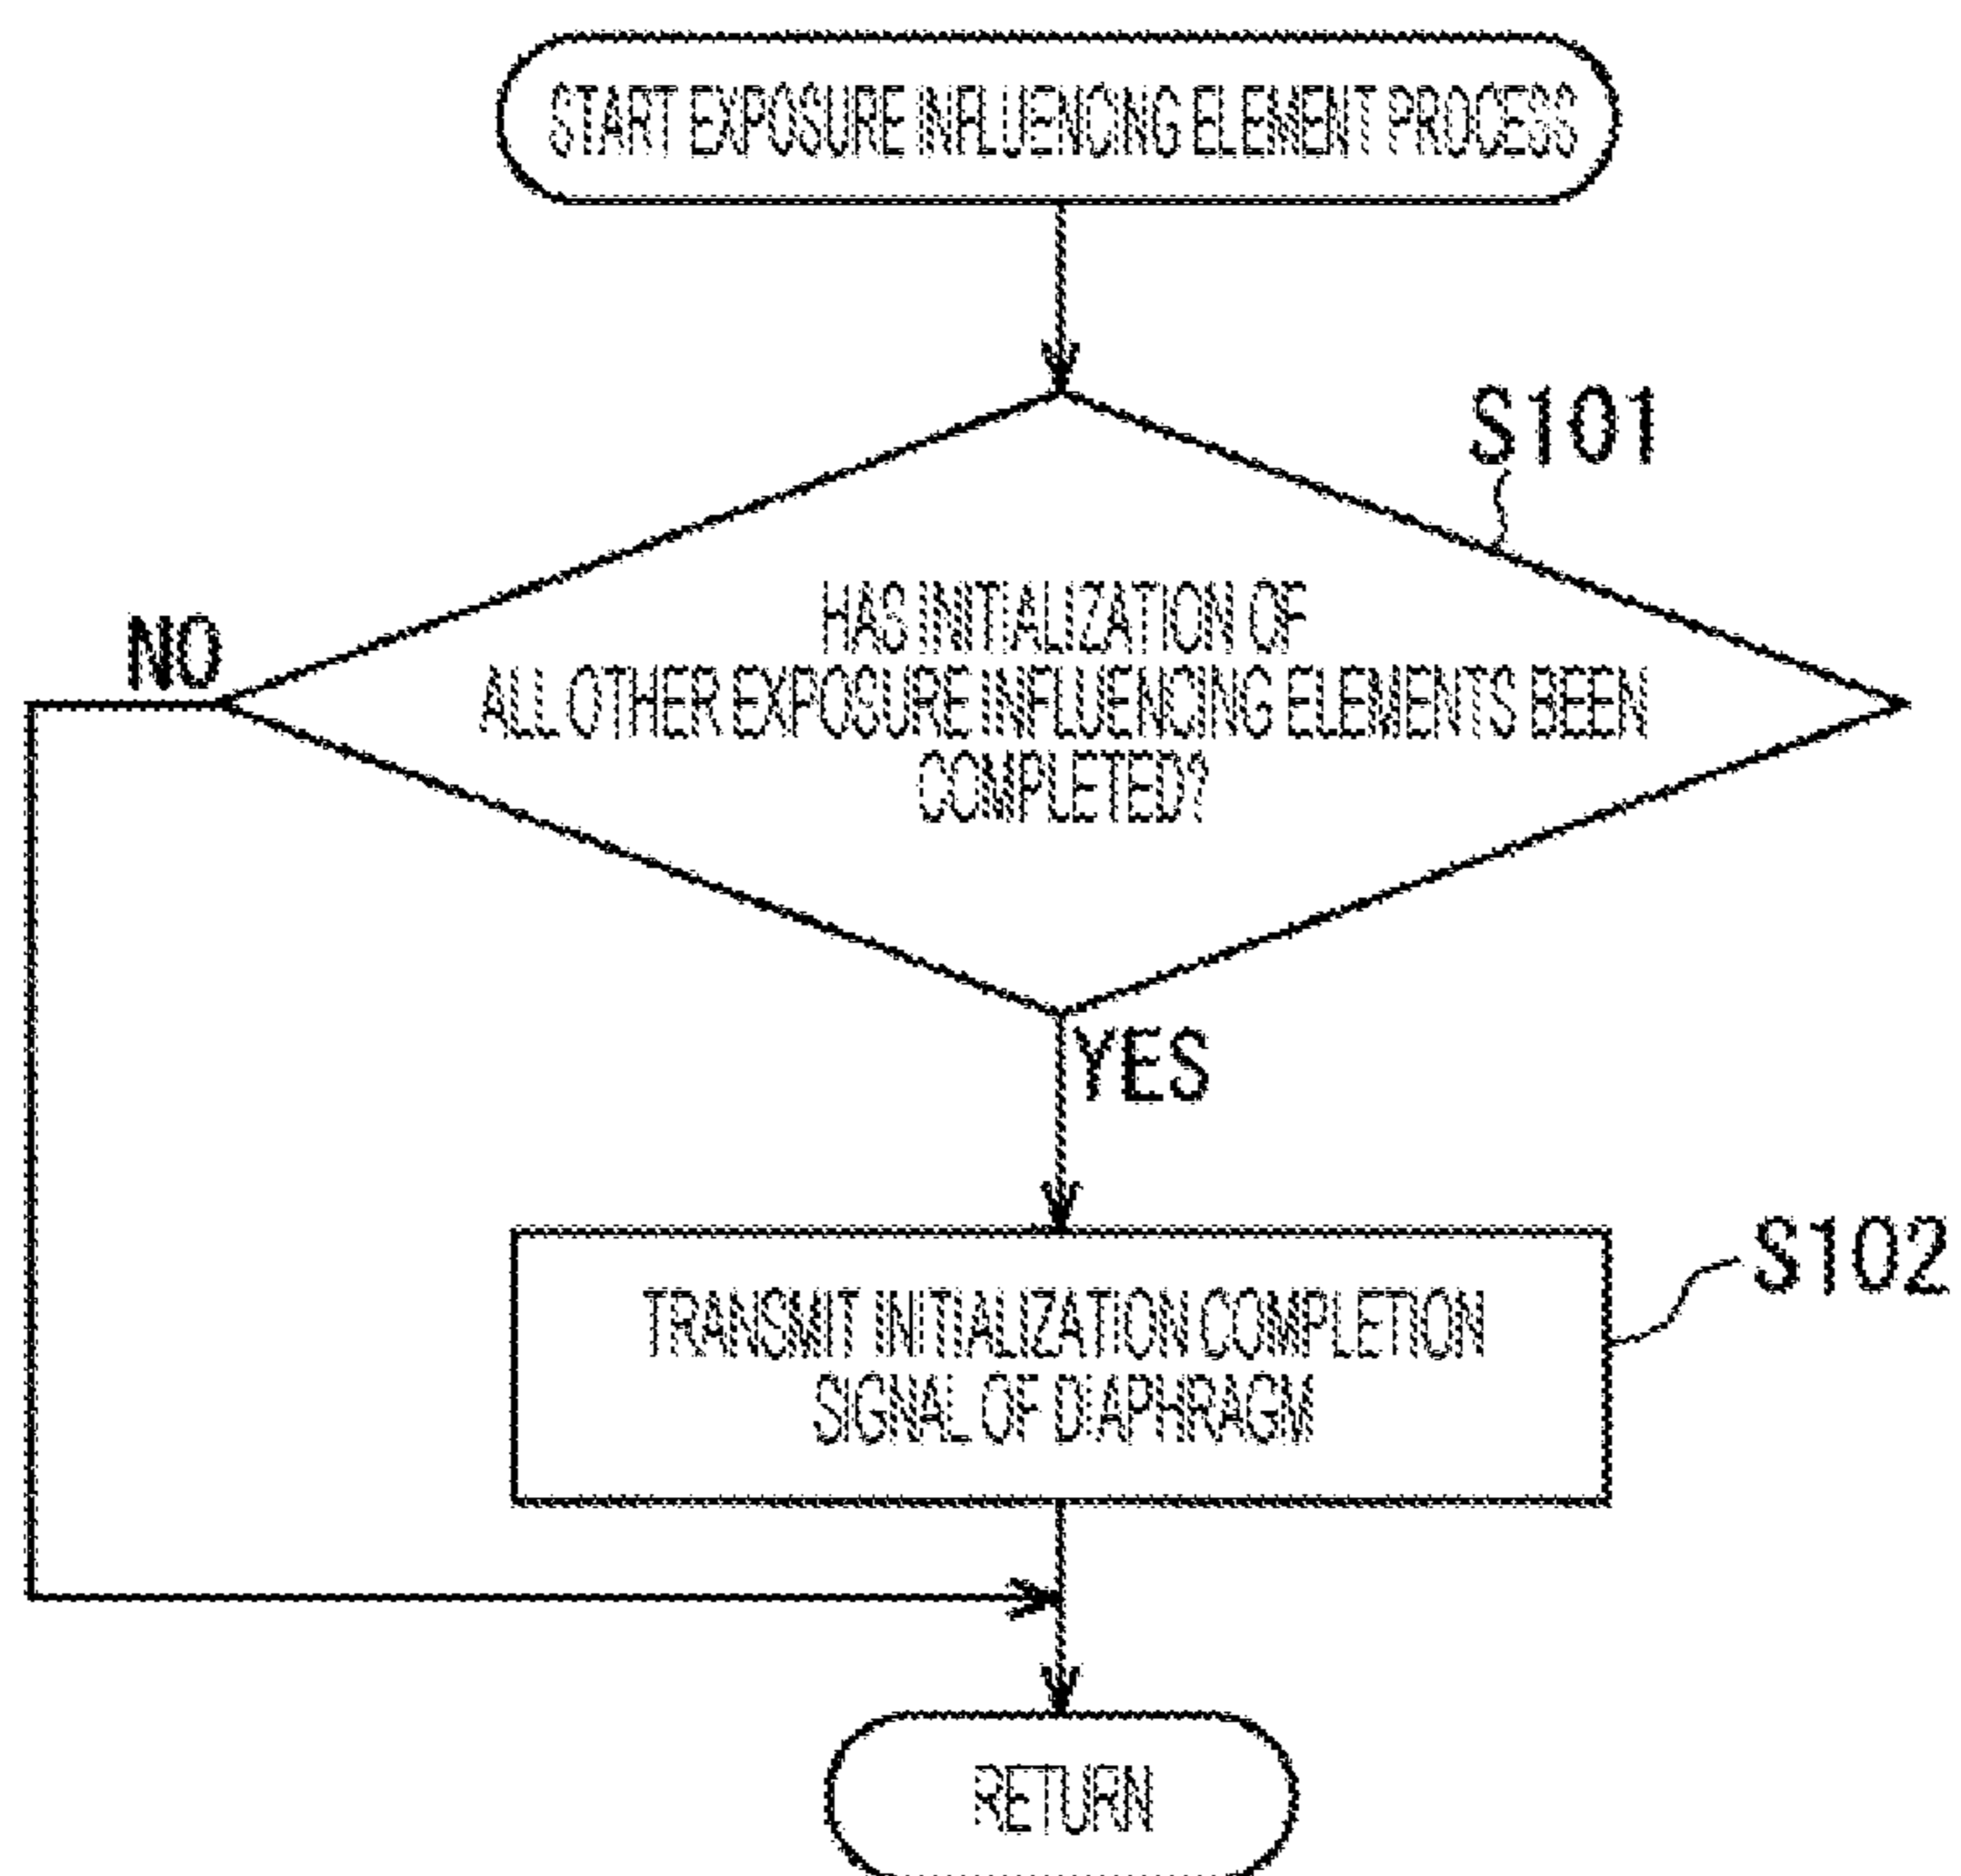 START EXPOSURE INFLUENCING ELEMENT PROCESS
S101
HAS INITIALIZATION OF
ALL OTHER EXPOSURE INFLUENCING ELEMENTS BEEN
COMPLETED?
NO
YES
TRANSMIT INITIALIZATION COMPLETION
SIGNAL OF DIAPHRAGM
S102
RETURN